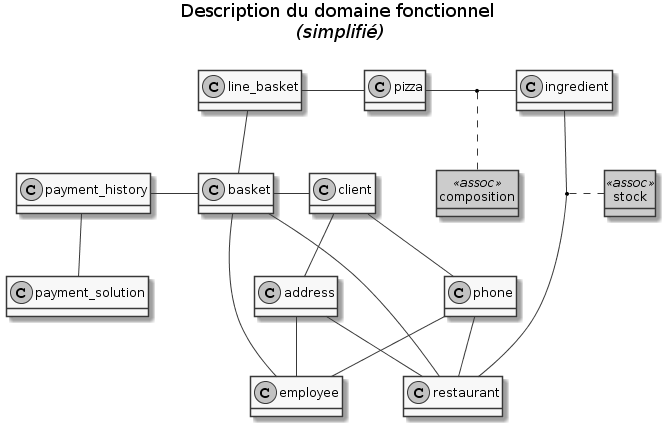 Description du domaine fonctionnel
(simplifié)
C line_basket
C pizza
C ingredient
C payment_history
C basket
C client
«assoc»
composition
«assoc»
stock
C payment_solution
C address
C phone
C employee
C restaurant